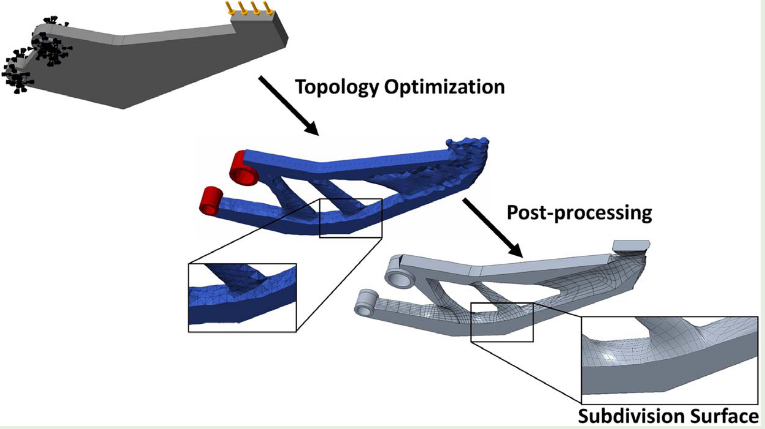 Topology Optimization
Post-processing
Subdivision Surface